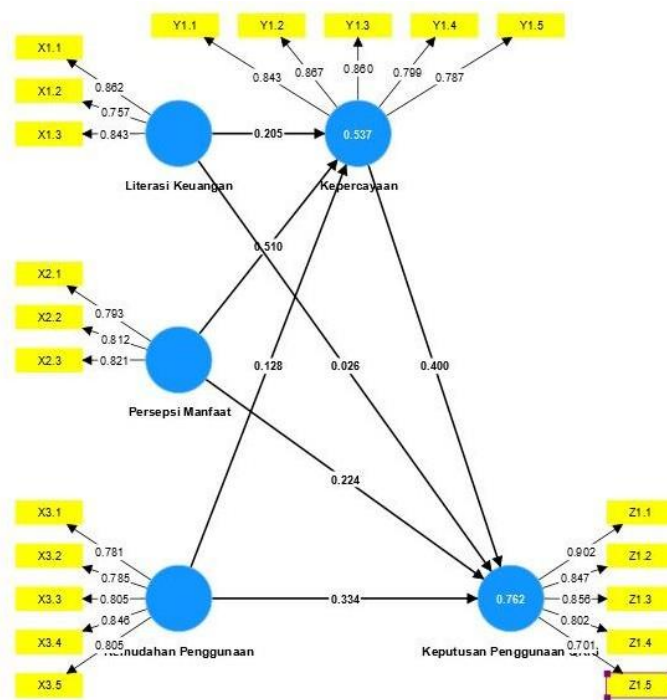 Y1.1
Y1.2
Y1.3
Y1.4
Y1.5
X1.1
X1.2
X1.3
0.862
0.757
0.843
0.843
0.867
0.860
0.799
0.787
0.205
0.537
Literasi Keuangan
Kepercayaan
0.510
X2.1
X2.2
X2.3
0.793
0.812
0.821
0.128
0.026
0.400
Persepsi Manfaat
0.224
X3.1
X3.2
X3.3
X3.4
X3.5
0.781
0.785
0.805
0.846
0.805
0.334
0.762
Penggunaan
Keputusan Penggunaan
0.902
0.847
0.856
0.802
0.701
Z1.1
Z1.2
Z1.3
Z1.4
Z1.5